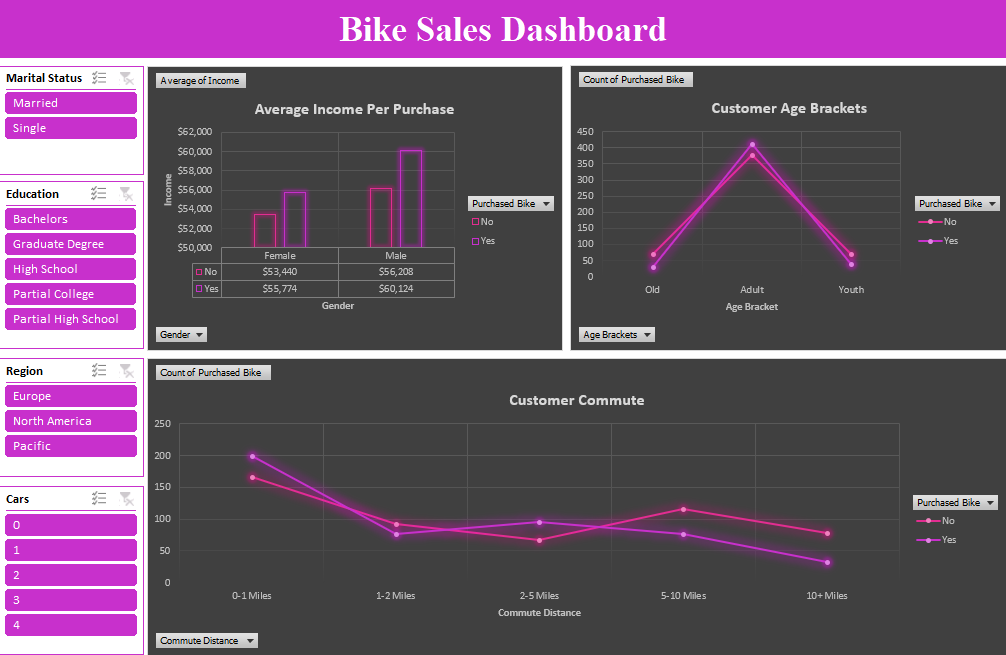 Bike Sales Dashboard
Marital Status
Married
Single
Education
Bachelors
Graduate Degree
High School
Partial College
Partial High School
Region
Europe
North America
Pacific
Cars
0
1
2
3
4
Average of Income
Average Income Per Purchase
Income
$62,000
$60,000
$58,000
$56,000
$54,000
$52,000
$50,000
Female Male
No $53,440 $56,208
Yes $55,774 $60,124
Gender
Purchased Bike
No
Yes
Gender
Count of Purchased Bike
Customer Age Brackets
450
400
350
300
250
200
150
100
50
0
Old Adult Youth
Age Bracket
Purchased Bike
No
Yes
Age Brackets
Count of Purchased Bike
Customer Commute
250
200
150
100
50
0
0-1 Miles 1-2 Miles 2-5 Miles 5-10 Miles 10+ Miles
Commute Distance
Purchased Bike
No
Yes
Commute Distance